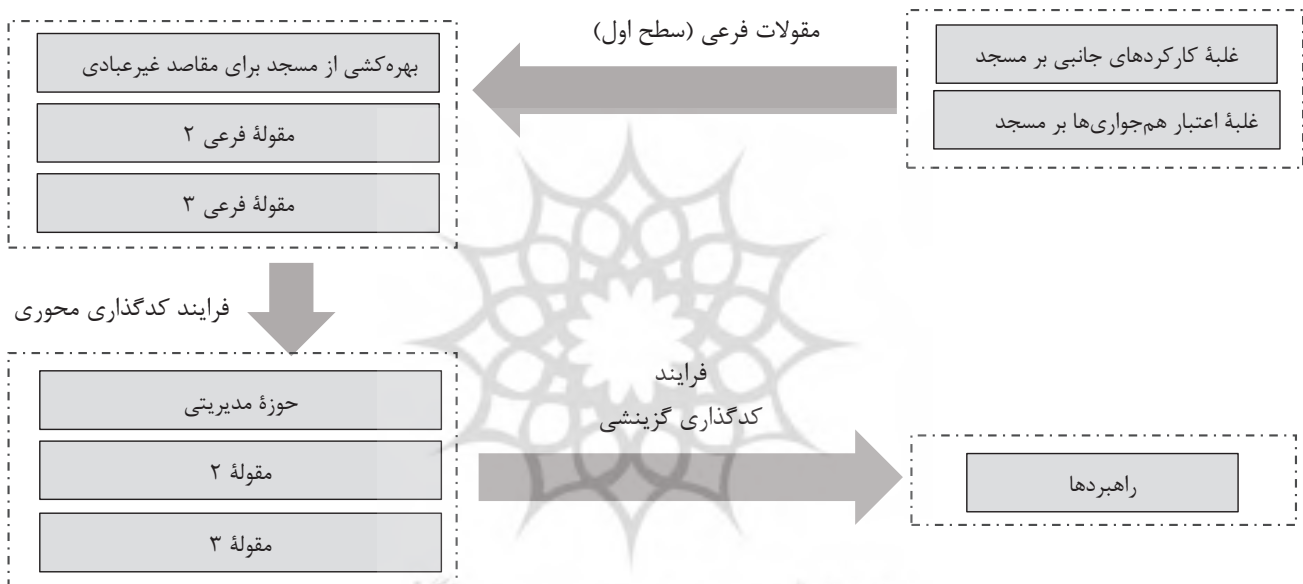 غلبهٔ کارکردهای جانبی بر مسجد
غلبهٔ اعتبار هم‌جواری‌ها بر مسجد
مقولات فرعی (سطح اول)
بهره‌کشی از مسجد برای مقاصد غیرعبادی
مقولهٔ فرعی ۲
مقولهٔ فرعی ۳
فرایند کدگذاری محوری
حوزهٔ مدیریتی
مقولهٔ ۲
مقولهٔ ۳
فرایند
کدگذاری گزینشی
راهبردها